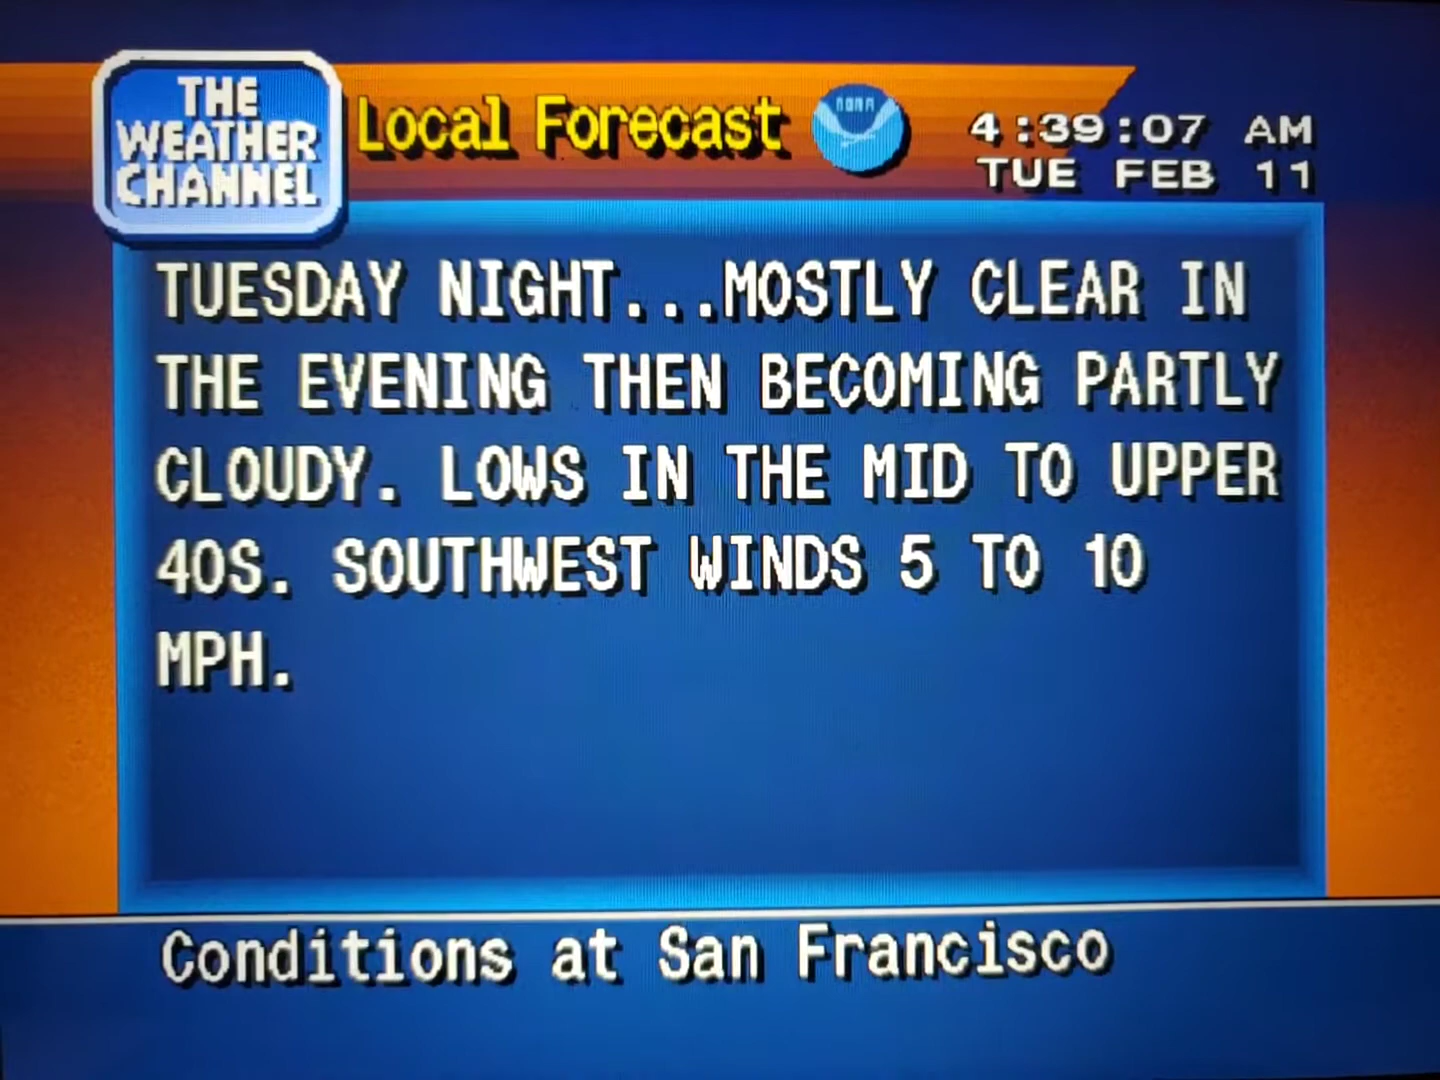 THE
WEATHER
CHANNEL
Local Forecast
NOAA
4:39:07 AM
TUE FEB 11
TUESDAY NIGHT...MOSTLY CLEAR IN
THE EVENING THEN BECOMING PARTLY
CLOUDY. LOWS IN THE MID TO UPPER
40S. SOUTHWEST WINDS 5 TO 10
MPH.
Conditions at San Francisco